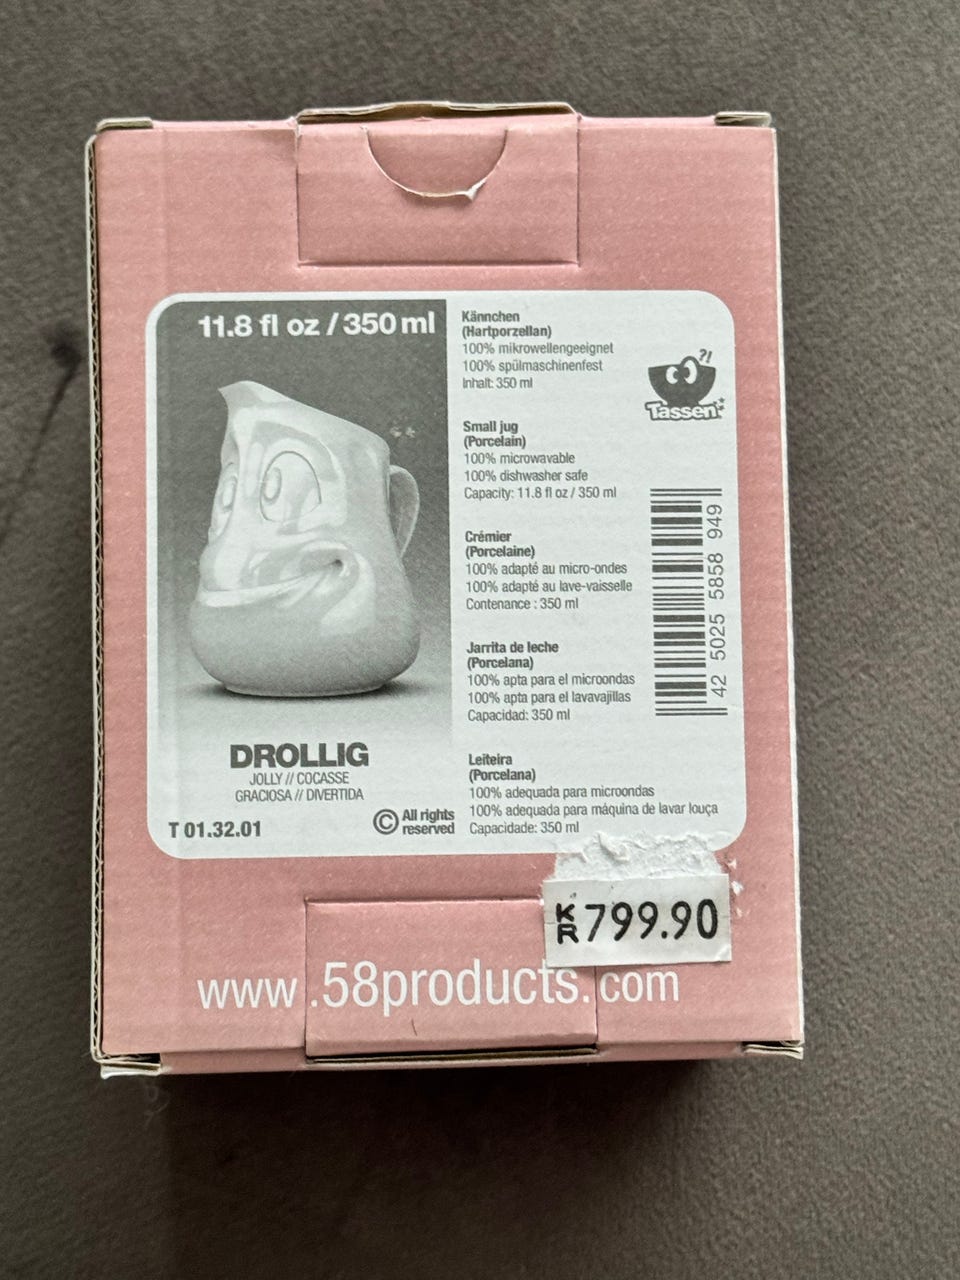 11.8 fl oz / 350 ml
Kännchen
(Hartporzellan)
100% mikrowellengeeignet
100% spülmaschinenfest
Inhalt: 350 ml
?!
Tassen
Small jug
(Porcelain)
100% microwavable
100% dishwasher safe
Capacity: 11.8 fl oz / 350 ml
Crémier
(Porcelaine)
100% adapté au micro-ondes
100% adapté au lave-vaisselle
Contenance : 350 ml
Jarrita de leche
(Porcelana)
100% apta para el microondas
100% apta para el lavavajillas
Capacidad: 350 ml
Leiteira
(Porcelana)
100% adequada para microondas
100% adequada para máquina de lavar louça
Capacidade: 350 ml
42 5025 5858 949
DROLLIG
JOLLY // COCASSE
GRACIOSA // DIVERTIDA
T 01.32.01
© All rights
reserved
KR 799.90
www.58products.com